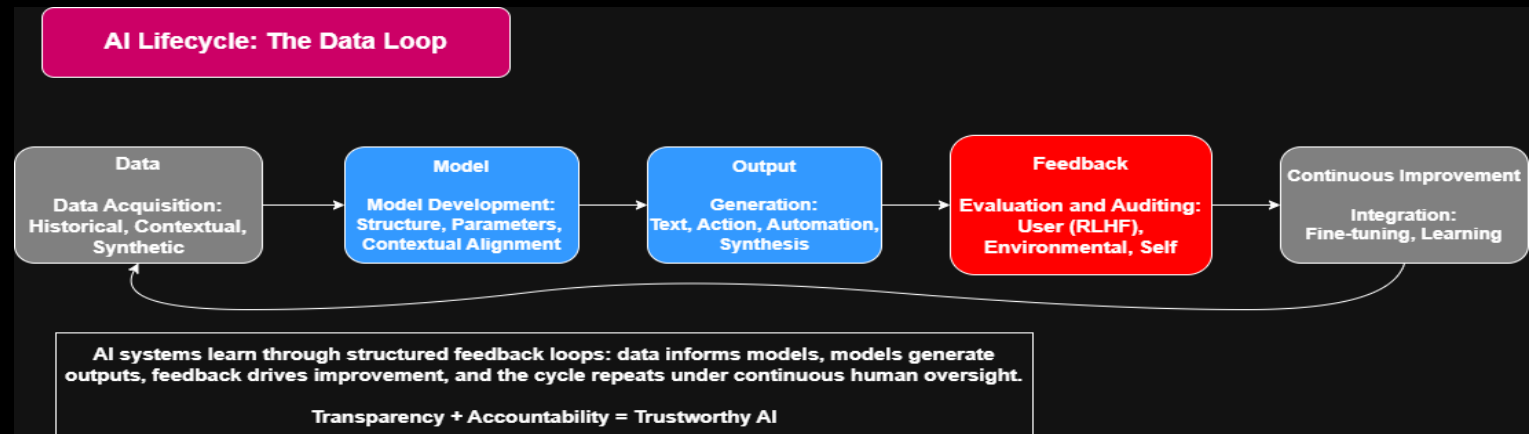 AI Lifecycle: The Data Loop
Data
Data Acquisition:
Historical, Contextual,
Synthetic
Model
Model Development:
Structure, Parameters,
Contextual Alignment
Output
Generation:
Text, Action, Automation,
Synthesis
Feedback
Evaluation and Auditing:
User (RLHF),
Environmental, Self
Continuous Improvement
Integration:
Fine-tuning, Learning
AI systems learn through structured feedback loops: data informs models, models generate
outputs, feedback drives improvement, and the cycle repeats under continuous human oversight.
Transparency + Accountability = Trustworthy AI